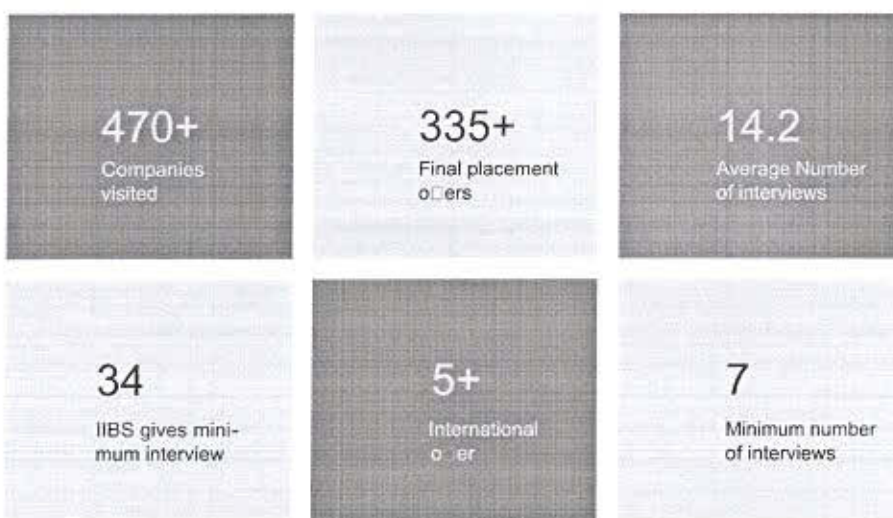 470+
Companies
visited
335+
Final placement
o□ers
14.2
Average Number
of interviews
34
IIBS gives mini-
mum interview
5+
International
o□er
7
Minimum number
of interviews